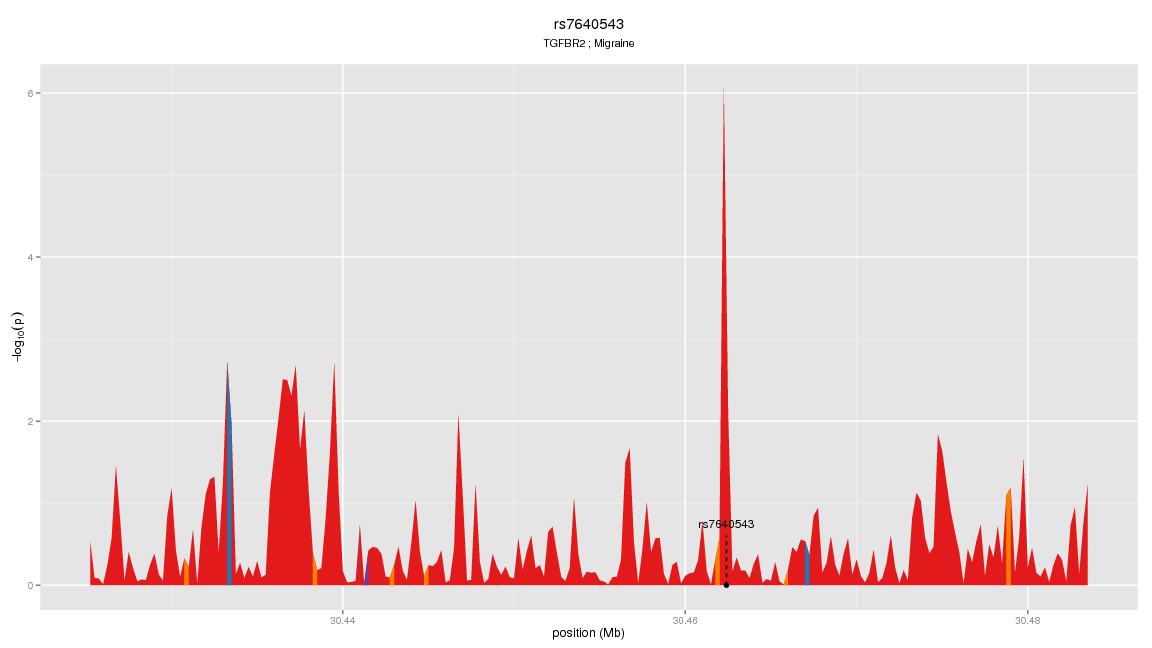 rs7640543
TGFBR2 ; Migraine
6
4
2
0
−log10(p)
rs7640543
30.44
30.46
30.48
position (Mb)